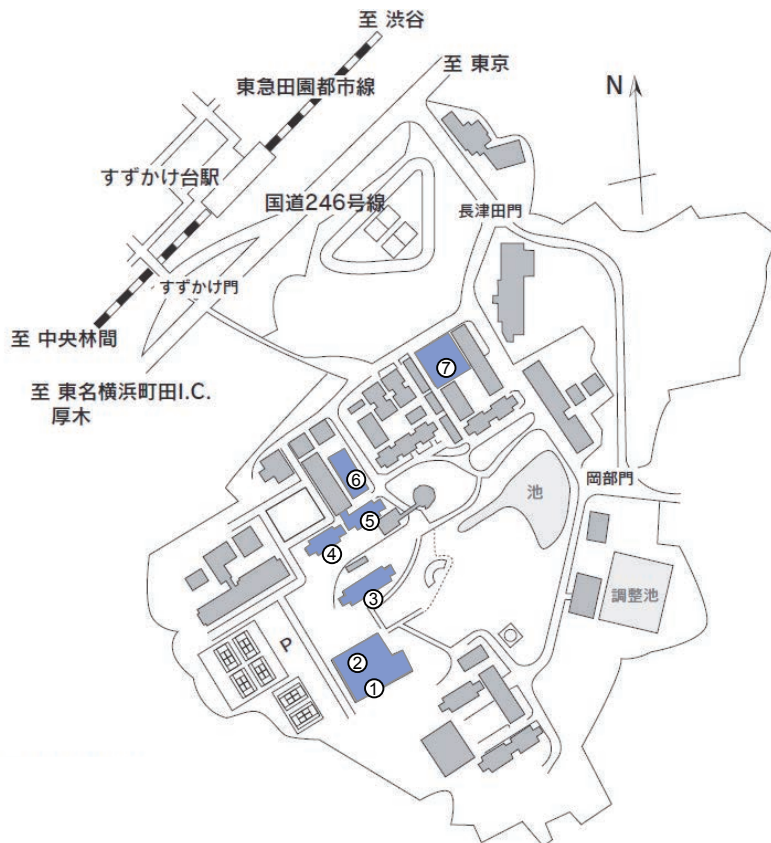 至 渋谷
至 東京
東急田園都市線
N
すずかけ台駅
国道246号線
長津田門
すずかけ門
至 中央林間
⑦
至 東名横浜町田I.C.
厚木
⑥
岡部門
池
⑤
④
③
調整池
P
②
①